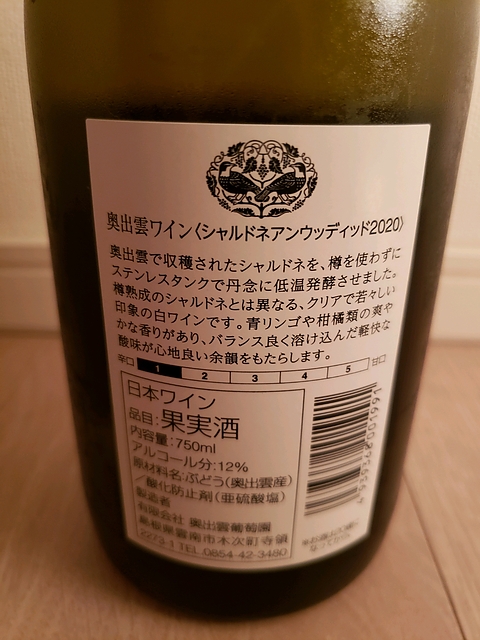 奥出雲ワイン〈シャルドネアンウッディッド2020〉
奥出雲で収穫されたシャルドネを、樽を使わずに
ステンレスタンクで丹念に低温発酵させました。
樽熟成のシャルドネとは異なる、クリアで若々しい
印象の白ワインです。青リンゴや柑橘類の爽や
かな香りがあり、バランス良く溶け込んだ軽快な
酸味が心地良い余韻をもたらします。
辛口 1 2 3 4 5 甘口
日本ワイン
品目:果実酒
内容量:750ml
アルコール分:12%
原材料名:ぶどう(奥出雲産)
/酸化防止剤(亜硫酸塩)
製造者
有限会社 奥出雲葡萄園
島根県雲南市木次町寺領
2273-1 TEL.0854-42-3480